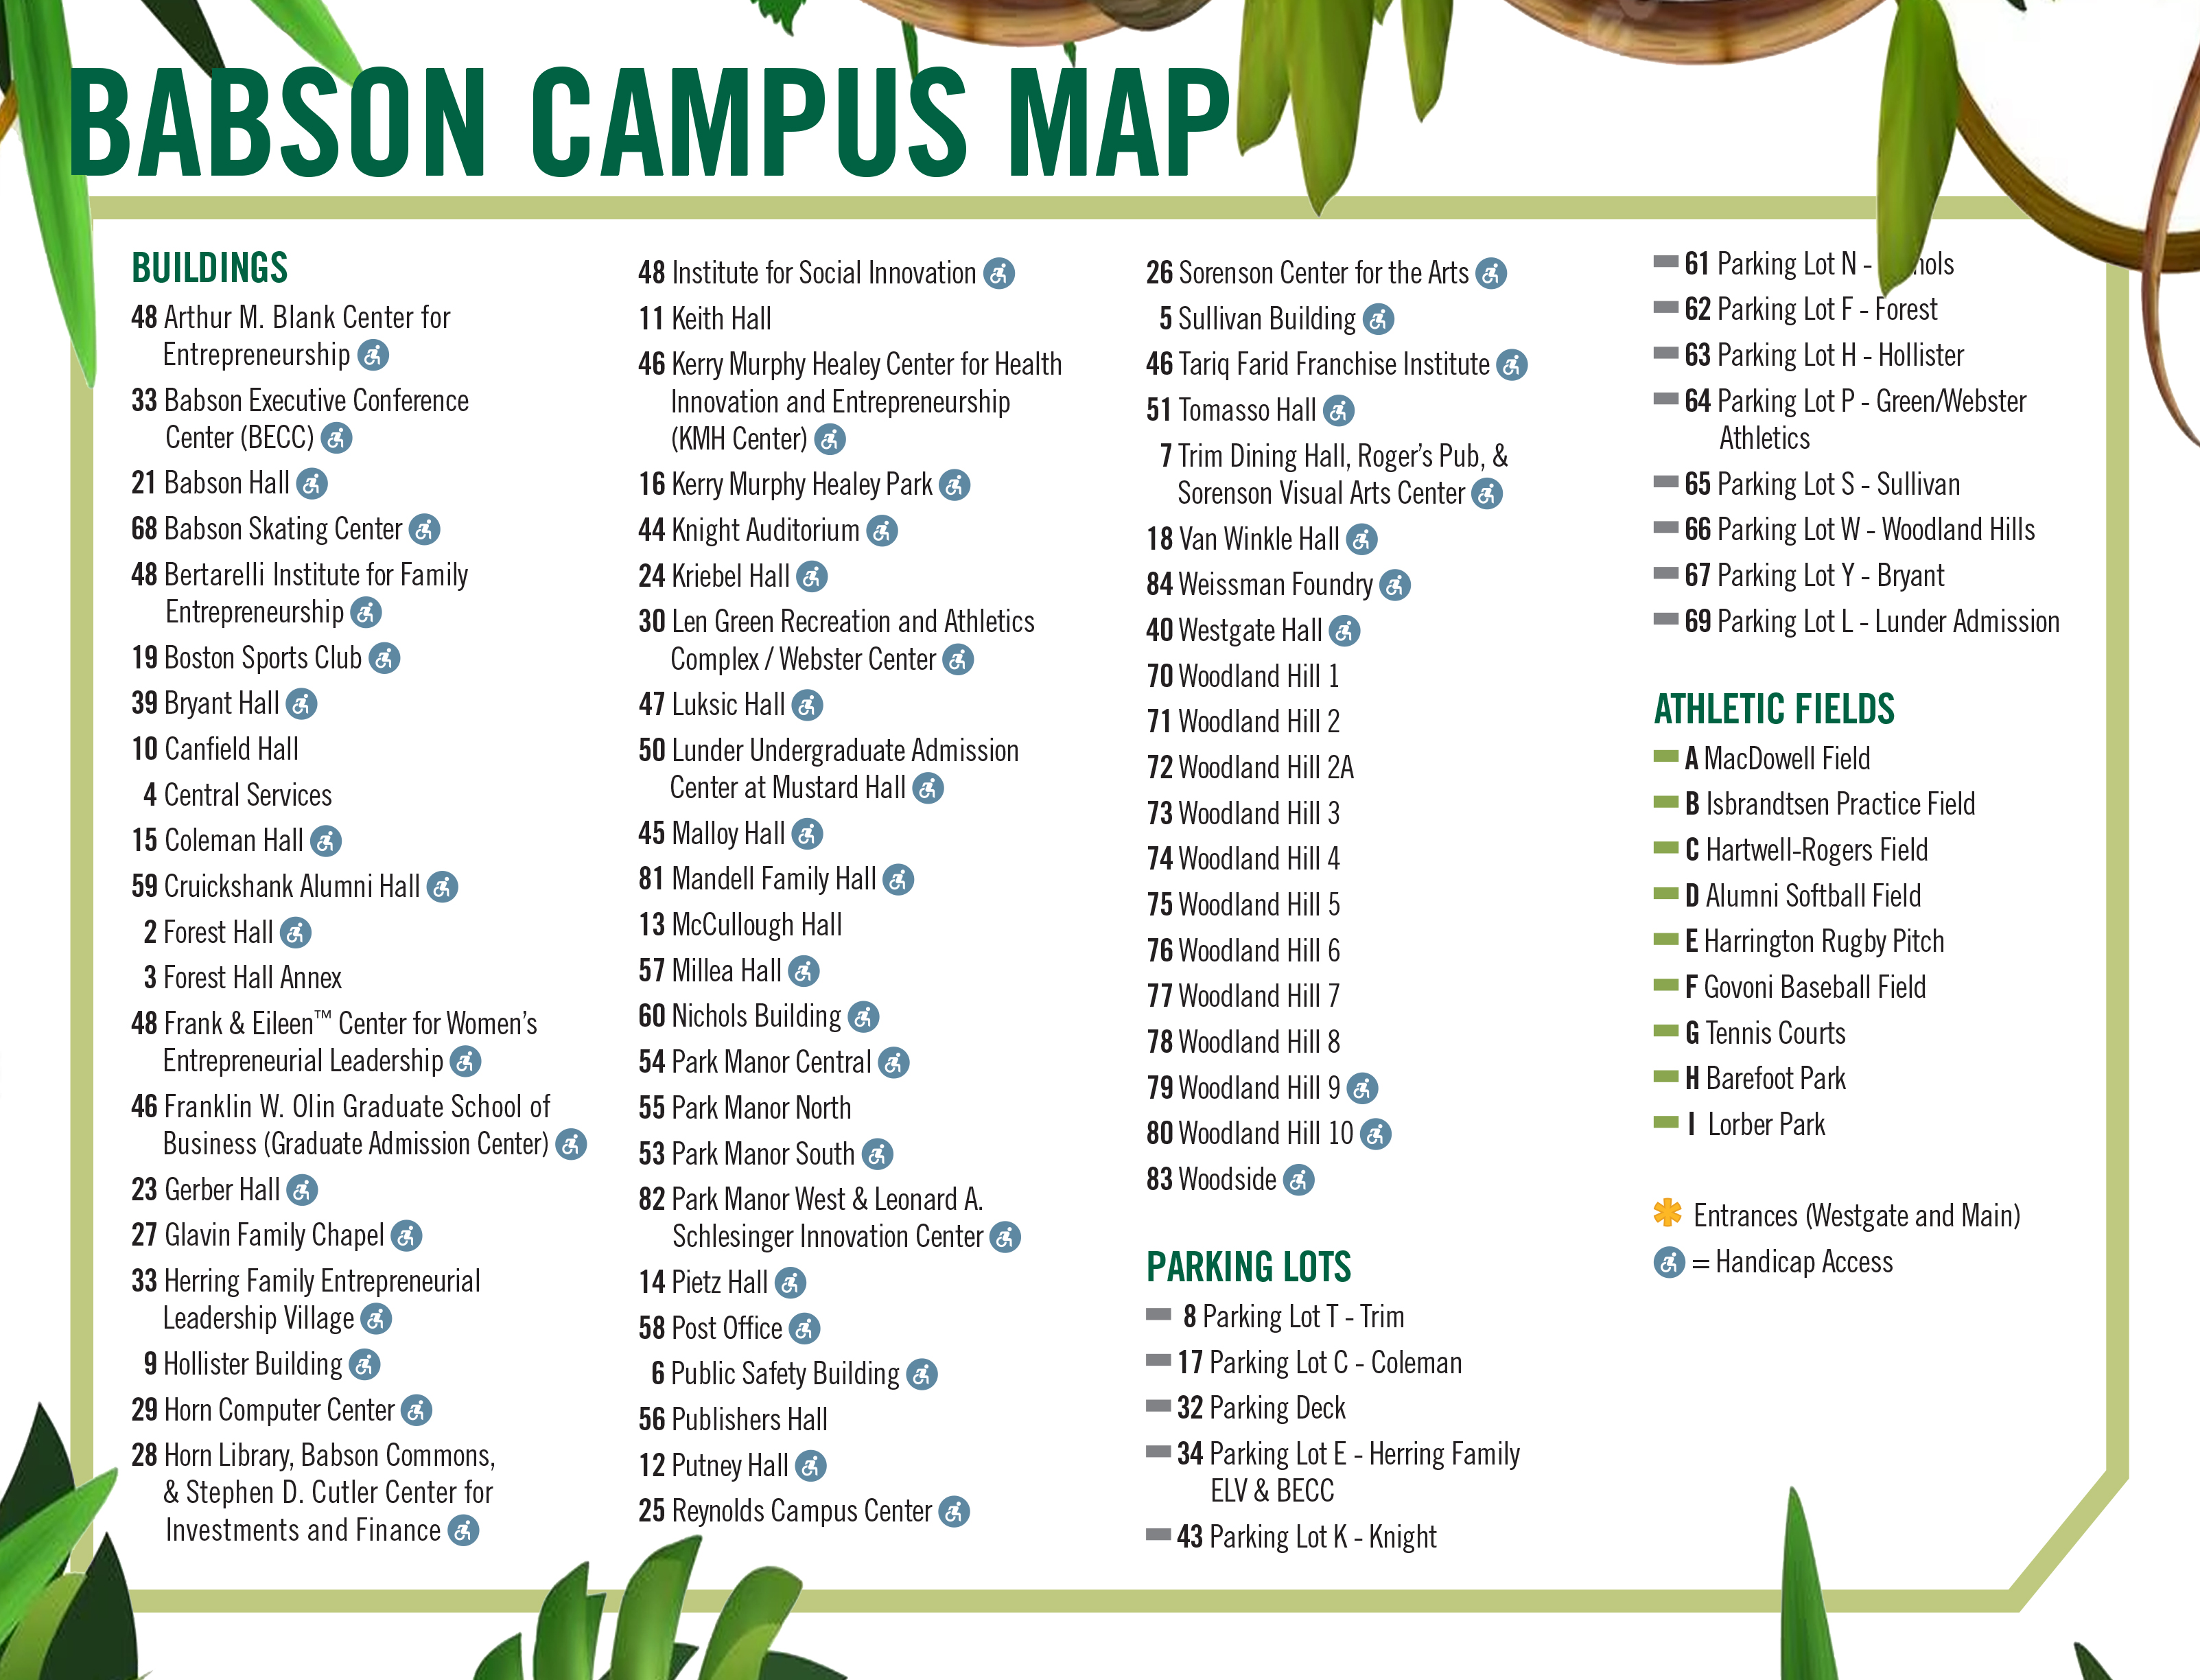 BABSON CAMPUS MAP
BUILDINGS
48 Arthur M. Blank Center for
Entrepreneurship
33 Babson Executive Conference
Center (BECC)
21 Babson Hall
68 Babson Skating Center
48 Bertarelli Institute for Family
Entrepreneurship
19 Boston Sports Club
39 Bryant Hall
10 Canfield Hall
4 Central Services
15 Coleman Hall
59 Cruickshank Alumni Hall
2 Forest Hall
3 Forest Hall Annex
48 Frank & Eileen™ Center for Women's
Entrepreneurial Leadership
46 Franklin W. Olin Graduate School of
Business (Graduate Admission Center)
23 Gerber Hall
27 Glavin Family Chapel
33 Herring Family Entrepreneurial
Leadership Village
9 Hollister Building
29 Horn Computer Center
28 Horn Library, Babson Commons,
& Stephen D. Cutler Center for
Investments and Finance
48 Institute for Social Innovation
11 Keith Hall
46 Kerry Murphy Healey Center for Health
Innovation and Entrepreneurship
(KMH Center)
16 Kerry Murphy Healey Park
44 Knight Auditorium
24 Kriebel Hall
30 Len Green Recreation and Athletics
Complex / Webster Center
47 Luksic Hall
50 Lunder Undergraduate Admission
Center at Mustard Hall
45 Malloy Hall
81 Mandell Family Hall
13 McCullough Hall
57 Millea Hall
60 Nichols Building
54 Park Manor Central
55 Park Manor North
53 Park Manor South
82 Park Manor West & Leonard A.
Schlesinger Innovation Center
14 Pietz Hall
58 Post Office
6 Public Safety Building
56 Publishers Hall
12 Putney Hall
25 Reynolds Campus Center
26 Sorenson Center for the Arts
5 Sullivan Building
46 Tariq Farid Franchise Institute
51 Tomasso Hall
7 Trim Dining Hall, Roger's Pub, &
Sorenson Visual Arts Center
18 Van Winkle Hall
84 Weissman Foundry
40 Westgate Hall
70 Woodland Hill 1
71 Woodland Hill 2
72 Woodland Hill 2A
73 Woodland Hill 3
74 Woodland Hill 4
75 Woodland Hill 5
76 Woodland Hill 6
77 Woodland Hill 7
78 Woodland Hill 8
79 Woodland Hill 9
80 Woodland Hill 10
83 Woodside
PARKING LOTS
8 Parking Lot T - Trim
17 Parking Lot C - Coleman
32 Parking Deck
34 Parking Lot E - Herring Family
ELV & BECC
43 Parking Lot K - Knight
61 Parking Lot N -
62 Parking Lot F - Forest
63 Parking Lot H - Hollister
64 Parking Lot P - Green/Webster
Athletics
65 Parking Lot S - Sullivan
66 Parking Lot W - Woodland Hills
67 Parking Lot Y - Bryant
69 Parking Lot L - Lunder Admission
ATHLETIC FIELDS
A MacDowell Field
B Isbrandtsen Practice Field
C Hartwell-Rogers Field
D Alumni Softball Field
E Harrington Rugby Pitch
F Govoni Baseball Field
G Tennis Courts
H Barefoot Park
I Lorber Park
Entrances (Westgate and Main)
= Handicap Access